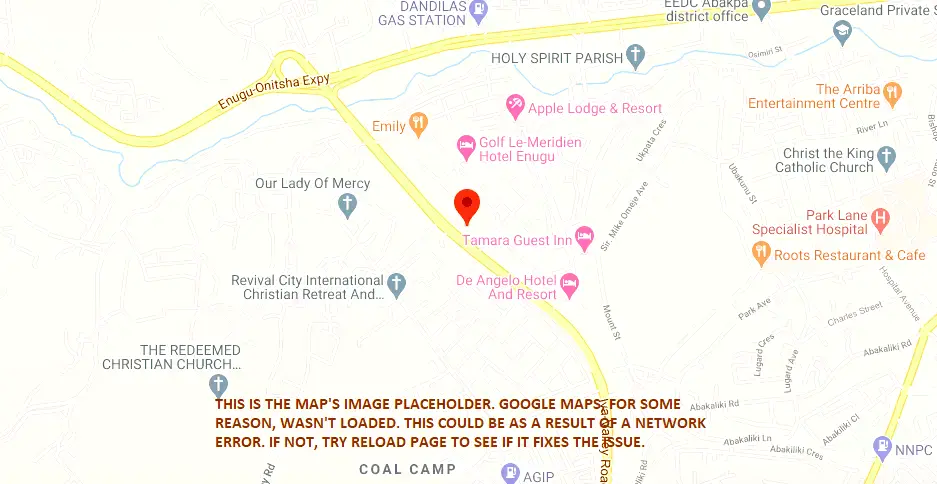 DANDILAS
GAS STATION
EEDC Abakpa
district office
Graceland Private S
HOLY SPIRIT PARISH
Osimiri St
Enugu-Onitsha Expy
The Arriba
Entertainment Centre
Apple Lodge & Resort
Emily
River Ln
Bishop
Golf Le-Meridien
Hotel Enugu
Ukpata Cres
Christ the King
Catholic Church
Our Lady Of Mercy
Ubakunu St
Sir. Mike Omeje Ave
Park Lane
Specialist Hospital
Tamara Guest Inn
Roots Restaurant & Cafe
Revival City International
Christian Retreat And...
De Angelo Hotel
And Resort
Hospital Avenue
Park Ave
Charles Street
Mount St
Lugard Cres
Lugard Ave
Abakaliki Rd
THE REDEEMED
CHRISTIAN CHURCH...
THIS IS THE MAP'S IMAGE PLACEHOLDER. GOOGLE MAPS, FOR SOME
REASON, WASN'T LOADED. THIS COULD BE AS A RESULT OF A NETWORK
ERROR. IF NOT, TRY RELOAD PAGE TO SEE IF IT FIXES THE ISSUE.
Abakaliki Rd
Abakaliki Ln
Abakaliki Cl
Abakaliki Cres
NNPC
COAL CAMP
AGIP